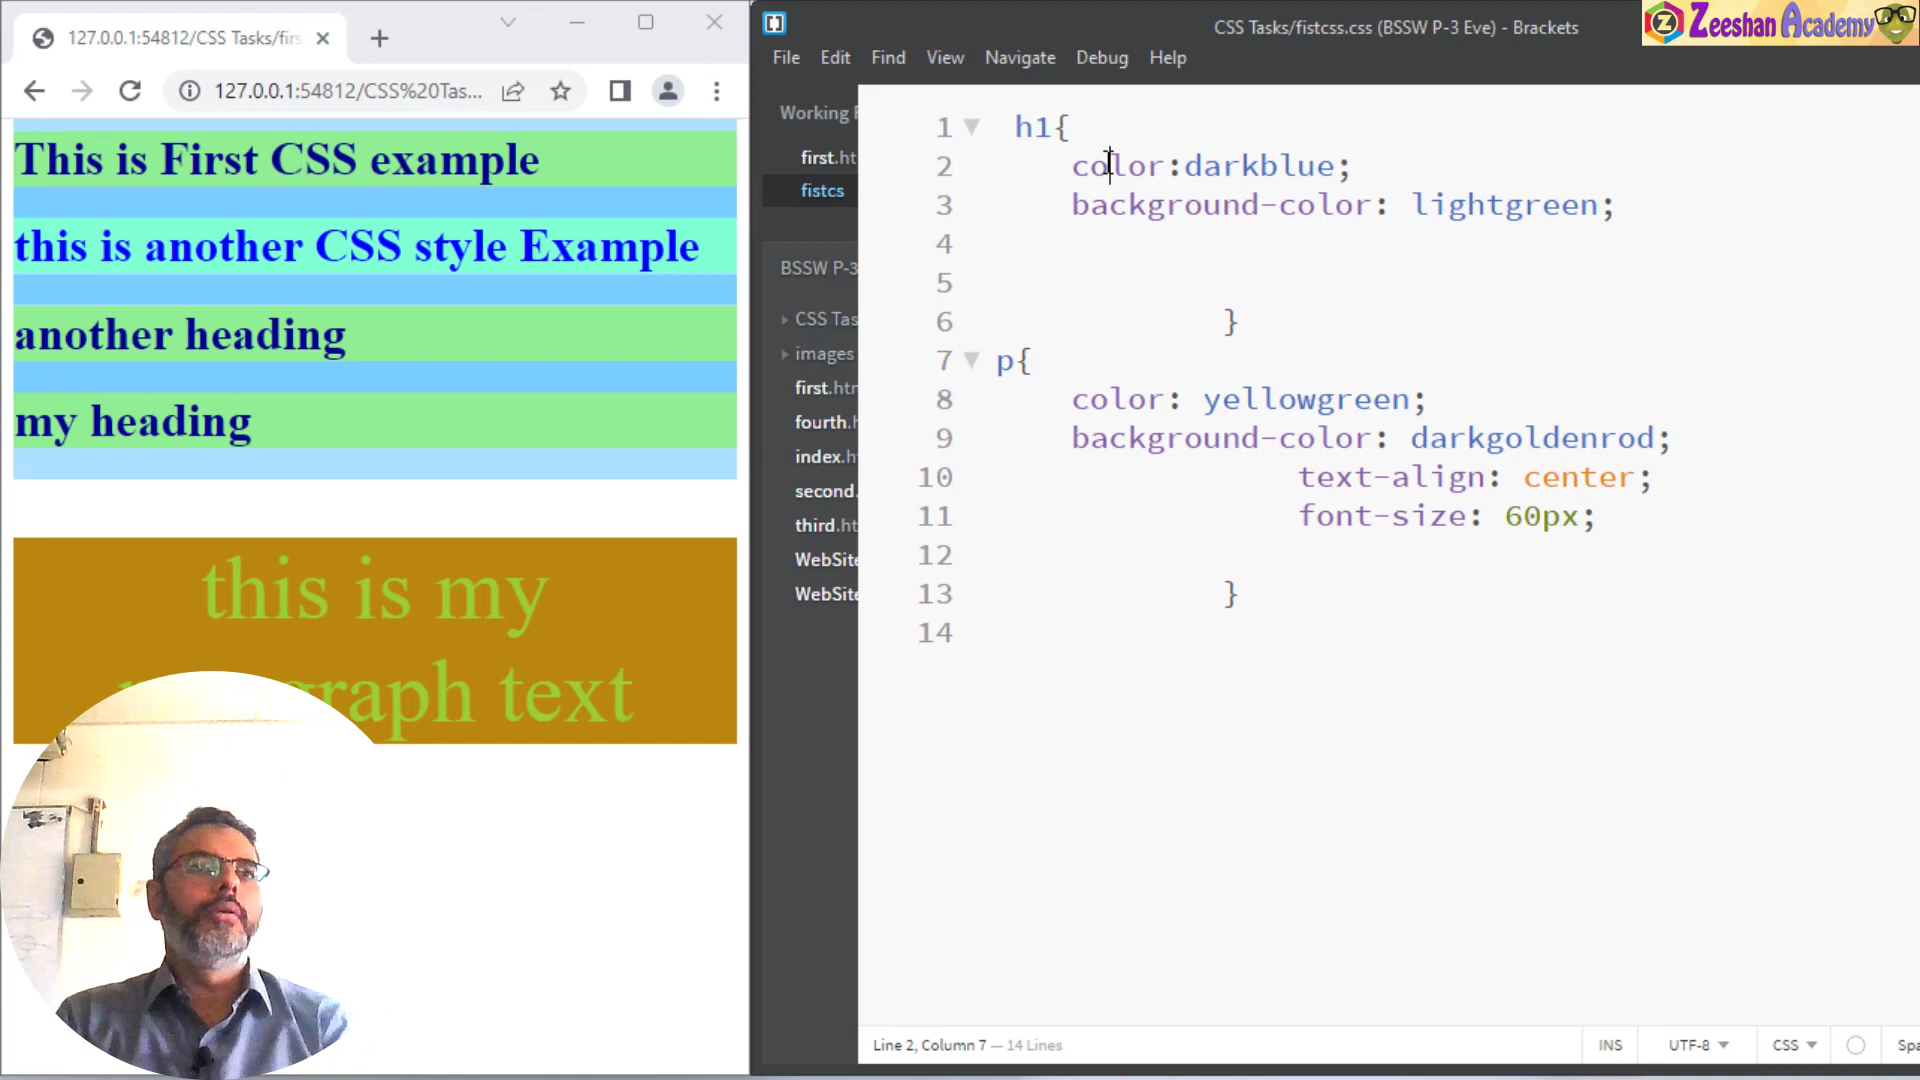 127.0.0.1:54812/CSS Tasks/firs
127.0.0.1:54812/CSS%20Tas...
This is First CSS example
this is another CSS style Example
another heading
my heading
this is my
graph text
CSS Tasks/fistcss.css (BSSW P-3 Eve) - Brackets
Zeeshan Academy
File Edit Find View Navigate Debug Help
Working F
first.ht
fistcs
BSSW P-3
CSS Tas
images
first.htm
fourth.h
index.h
second.
third.ht
WebSite
WebSite
1 h1{
2 color:darkblue;
3 background-color: lightgreen;
4
5
6 }
7 p{
8 color: yellowgreen;
9 background-color: darkgoldenrod;
10 text-align: center;
11 font-size: 60px;
12
13 }
14
Line 2, Column 7 — 14 Lines
INS UTF-8 CSS Spa